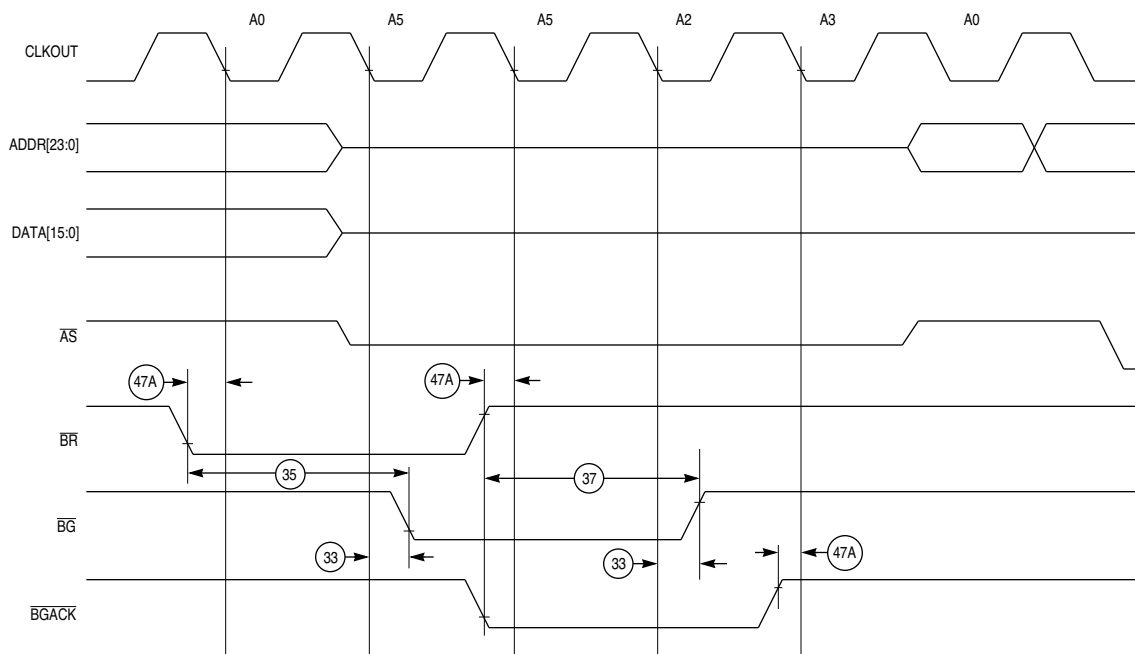 A0 A5 A5 A2 A3 A0
CLKOUT
ADDR[23:0]
DATA[15:0]
AS
47A 47A
BR
35 37
BG
33 33 47A
BGACK